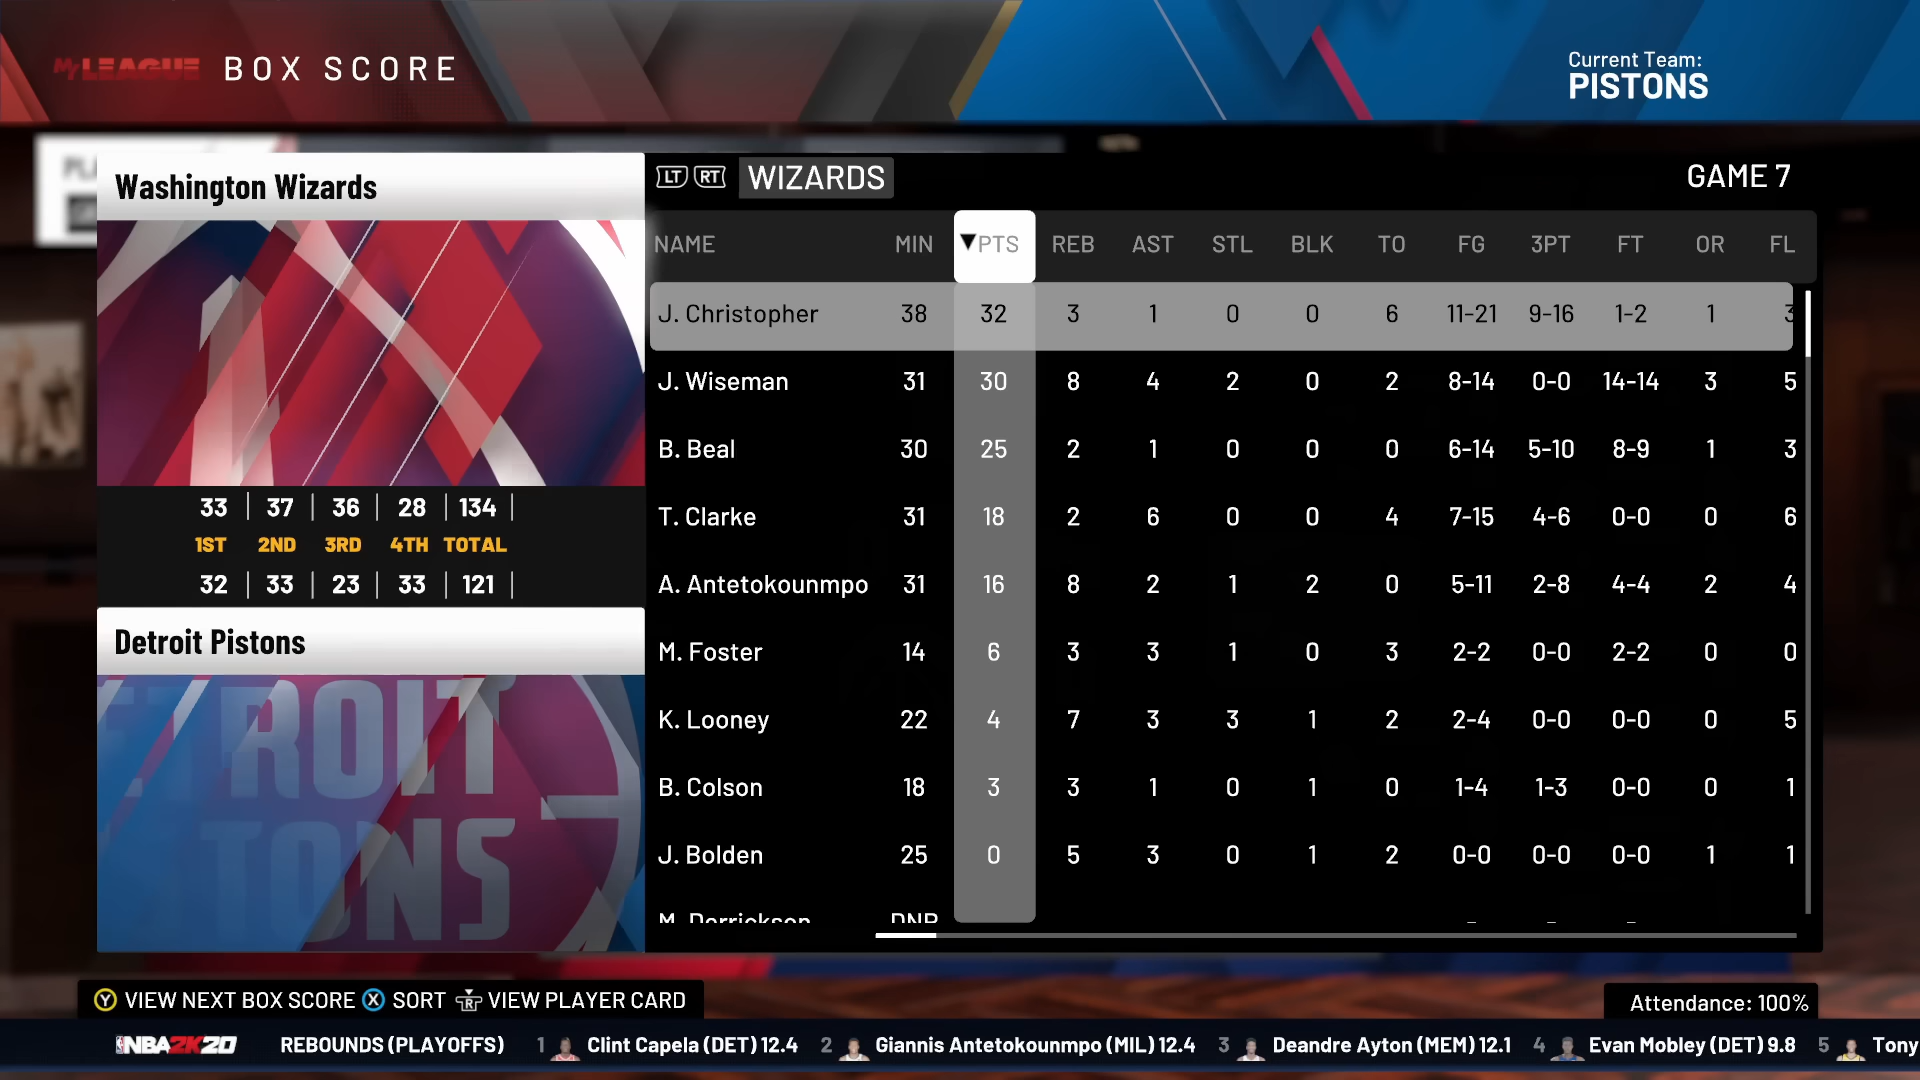 MyLEAGUE BOX SCORE
Current Team:
PISTONS
Washington Wizards
33 | 37 | 36 | 28 | 134 |
1ST 2ND 3RD 4TH TOTAL
32 | 33 | 23 | 33 | 121 |
Detroit Pistons
LT RT WIZARDS GAME 7
NAME MIN ▼PTS REB AST STL BLK TO FG 3PT FT OR FL
J. Christopher 38 32 3 1 0 0 6 11-21 9-16 1-2 1 3
J. Wiseman 31 30 8 4 2 0 2 8-14 0-0 14-14 3 5
B. Beal 30 25 2 1 0 0 0 6-14 5-10 8-9 1 3
T. Clarke 31 18 2 6 0 0 4 7-15 4-6 0-0 0 6
A. Antetokounmpo 31 16 8 2 1 2 0 5-11 2-8 4-4 2 4
M. Foster 14 6 3 3 1 0 3 2-2 0-0 2-2 0 0
K. Looney 22 4 7 3 3 1 2 2-4 0-0 0-0 0 5
B. Colson 18 3 3 1 0 1 0 1-4 1-3 0-0 0 1
J. Bolden 25 0 5 3 0 1 2 0-0 0-0 0-0 1 1
M. Derrickson DNP - - -
Y VIEW NEXT BOX SCORE X SORT R VIEW PLAYER CARD
Attendance: 100%
NBA 2K20 REBOUNDS (PLAYOFFS) 1 Clint Capela (DET) 12.4 2 Giannis Antetokounmpo (MIL) 12.4 3 Deandre Ayton (MEM) 12.1 4 Evan Mobley (DET) 9.8 5 Tony